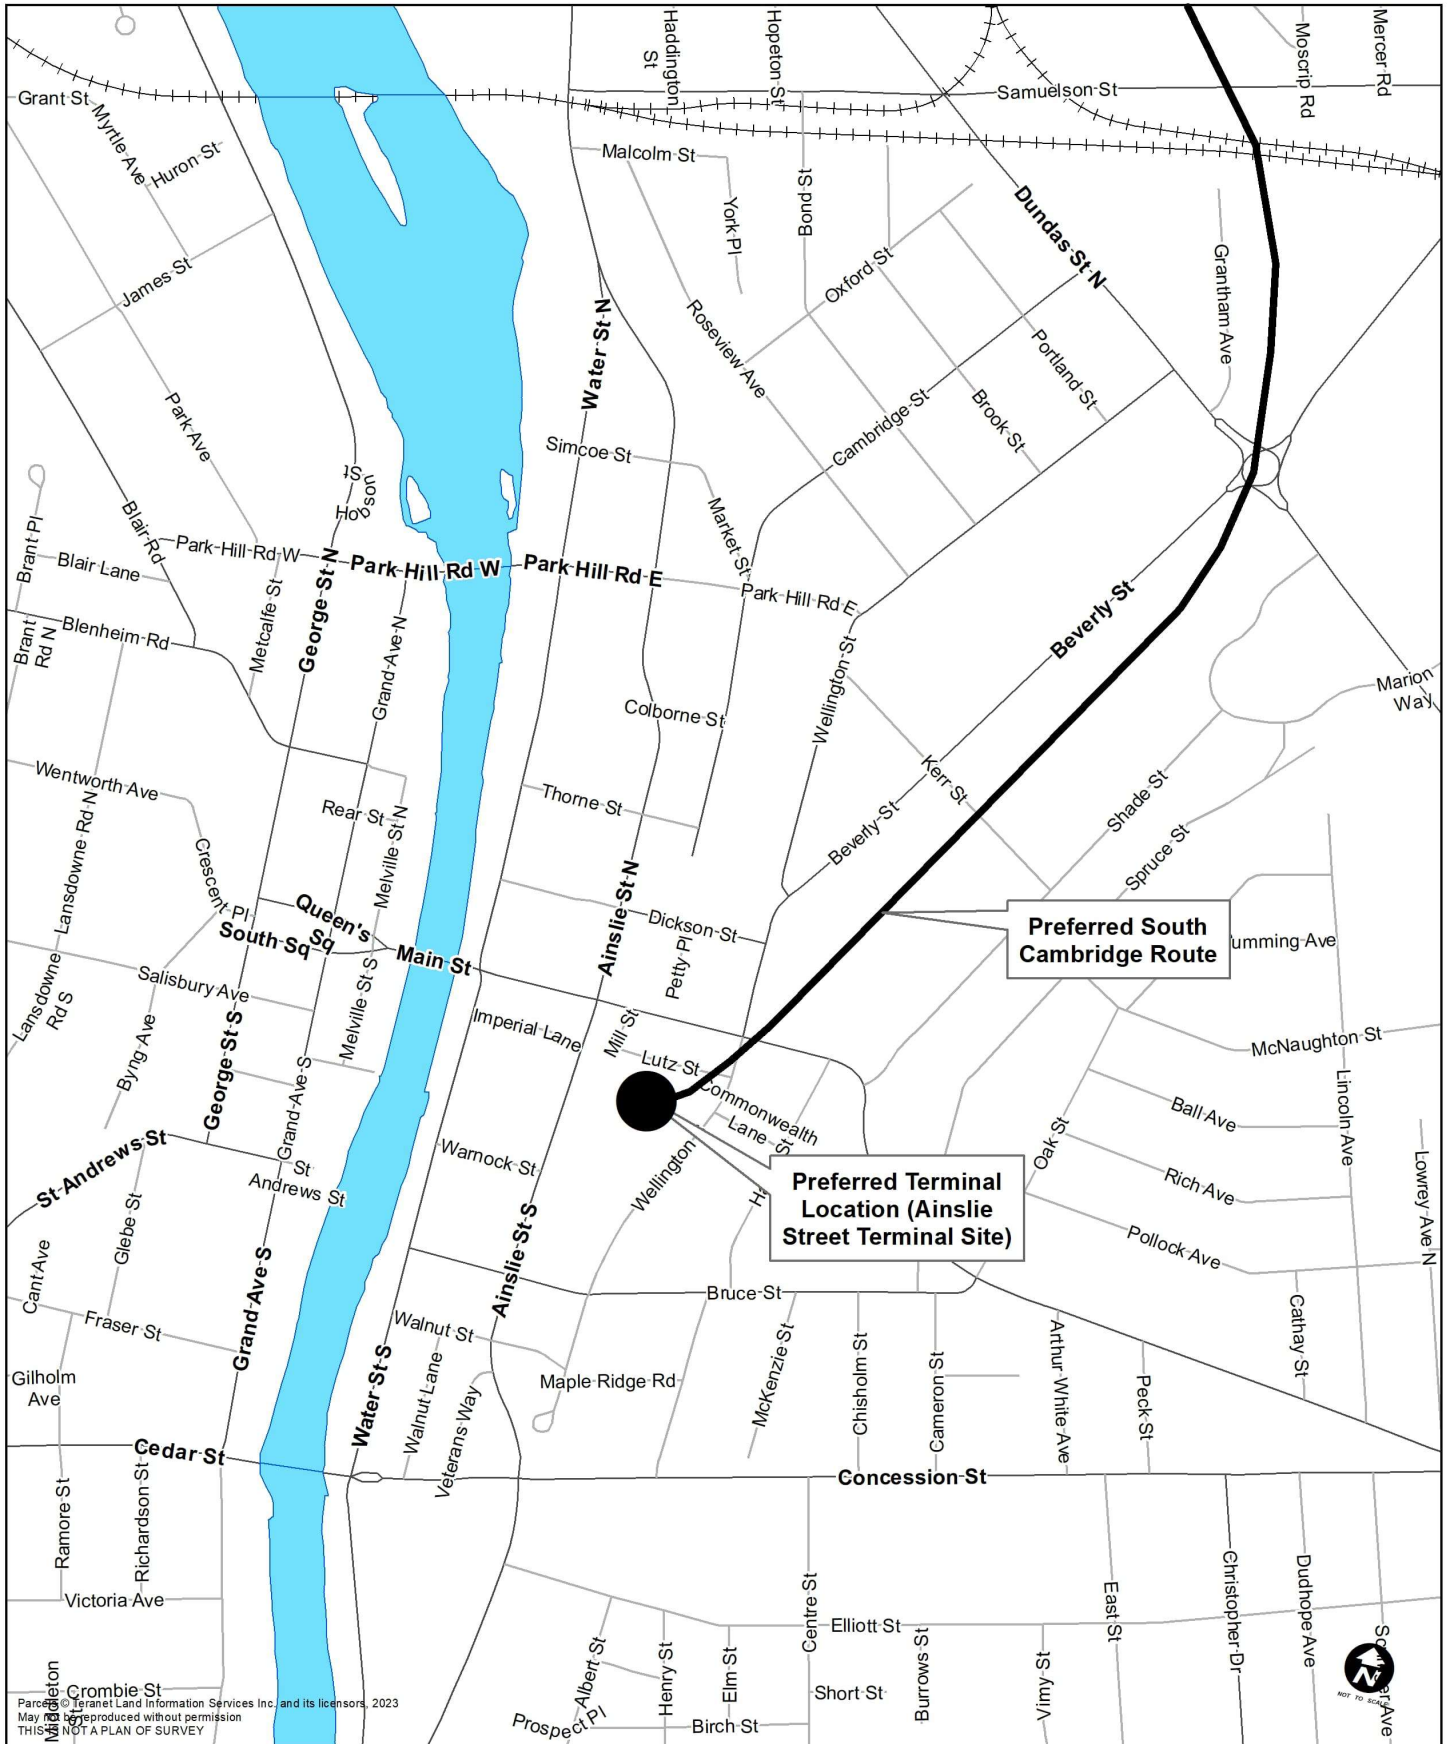 Haddington
St
Hopeton St
Moscrip Rd
Mercer Rd
Grant St
Samuelson St
Myrtle Ave
Huron St
Malcolm St
York Pl
Bond St
Dundas St N
Grantham Ave
James St
Oxford St
Water St N
Roseview Ave
Portland St
Park Ave
Cambridge St
Brook St
Simcoe St
Hobson St
Blair Rd
Market St
Brant Pl
Blair Lane
Park Hill Rd W
Park Hill Rd W
Park Hill Rd E
Park Hill Rd E
Metcalfe St
George St N
Grand Ave N
Beverly St
Brant
Rd N
Blenheim Rd
Wellington St
Marion
Way
Colborne St
Wentworth Ave
Lansdowne Rd N
Rear St
Melville St N
Thorne St
Kerr St
Beverly St
Shade St
Spruce St
Crescent Pl
Queen's
Sq
South Sq
Main St
Ainslie St N
Dickson St
Petty Pl
Preferred South
Cambridge Route
umming Ave
Lansdowne
Rd S
Salisbury Ave
Byng Ave
George St S
Melville St S
Imperial Lane
Mill St
Lutz St
McNaughton St
Commonwealth
Lane
St
Ball Ave
Lincoln Ave
Oak St
Rich Ave
Lowrey Ave N
Pollock Ave
Grand Ave S
St Andrews St
St
Andrews St
Glebe St
Warnock St
Wellington
Ha
Preferred Terminal
Location (Ainslie
Street Terminal Site)
Cant Ave
Fraser St
Grand Ave S
Ainslie St S
Bruce St
Walnut St
Gilholm
Ave
Water St S
Walnut Lane
Veterans Way
Maple Ridge Rd
McKenzie St
Chisholm St
Cameron St
Arthur White Ave
Peck St
Cathay St
Cedar St
Concession St
Ramore St
Richardson St
Victoria Ave
Centre St
Elliott St
East St
Christopher Dr
Dudhope Ave
Albert St
Henry St
Elm St
Burrows St
Vimy St
Short St
Prospect Pl
Birch St
Middleton
St
Crombie St
Parcels © Teranet Land Information Services Inc. and its licensors, 2023
May not be reproduced without permission
THIS IS NOT A PLAN OF SURVEY
N
NOT TO SCALE